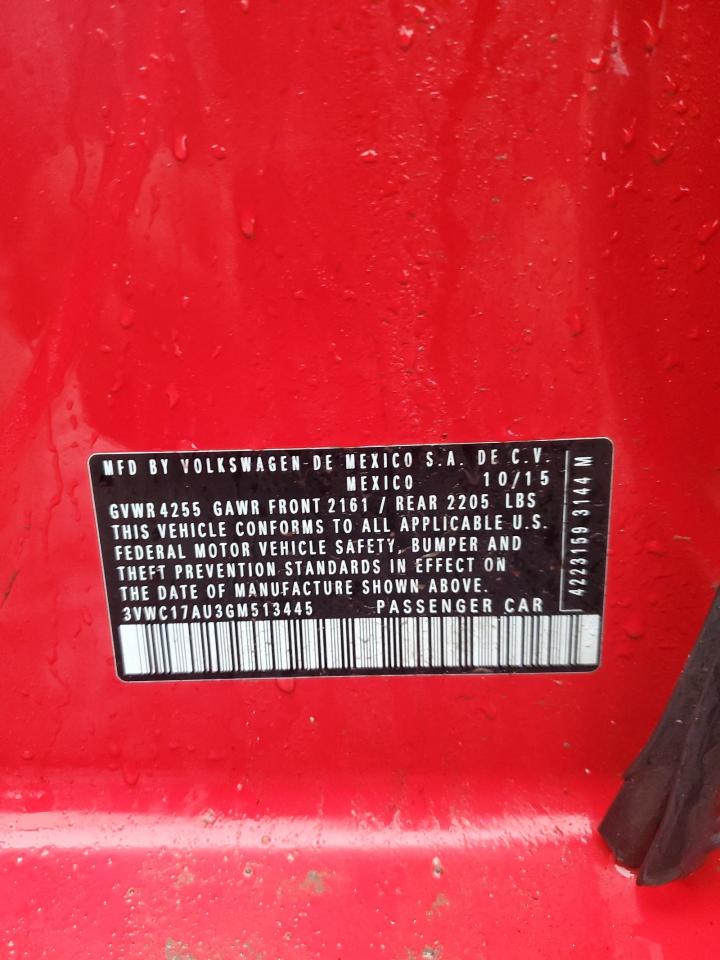 MFD BY VOLKSWAGEN DE MEXICO S.A. DE C.V.
MEXICO 10/15
GVWR 4255 GAWR FRONT 2161 / REAR 2205 LBS
THIS VEHICLE CONFORMS TO ALL APPLICABLE U.S.
FEDERAL MOTOR VEHICLE SAFETY, BUMPER AND
THEFT PREVENTION STANDARDS IN EFFECT ON
THE DATE OF MANUFACTURE SHOWN ABOVE.
3VWC17AU3GM513445 PASSENGER CAR
4223159 3144 M